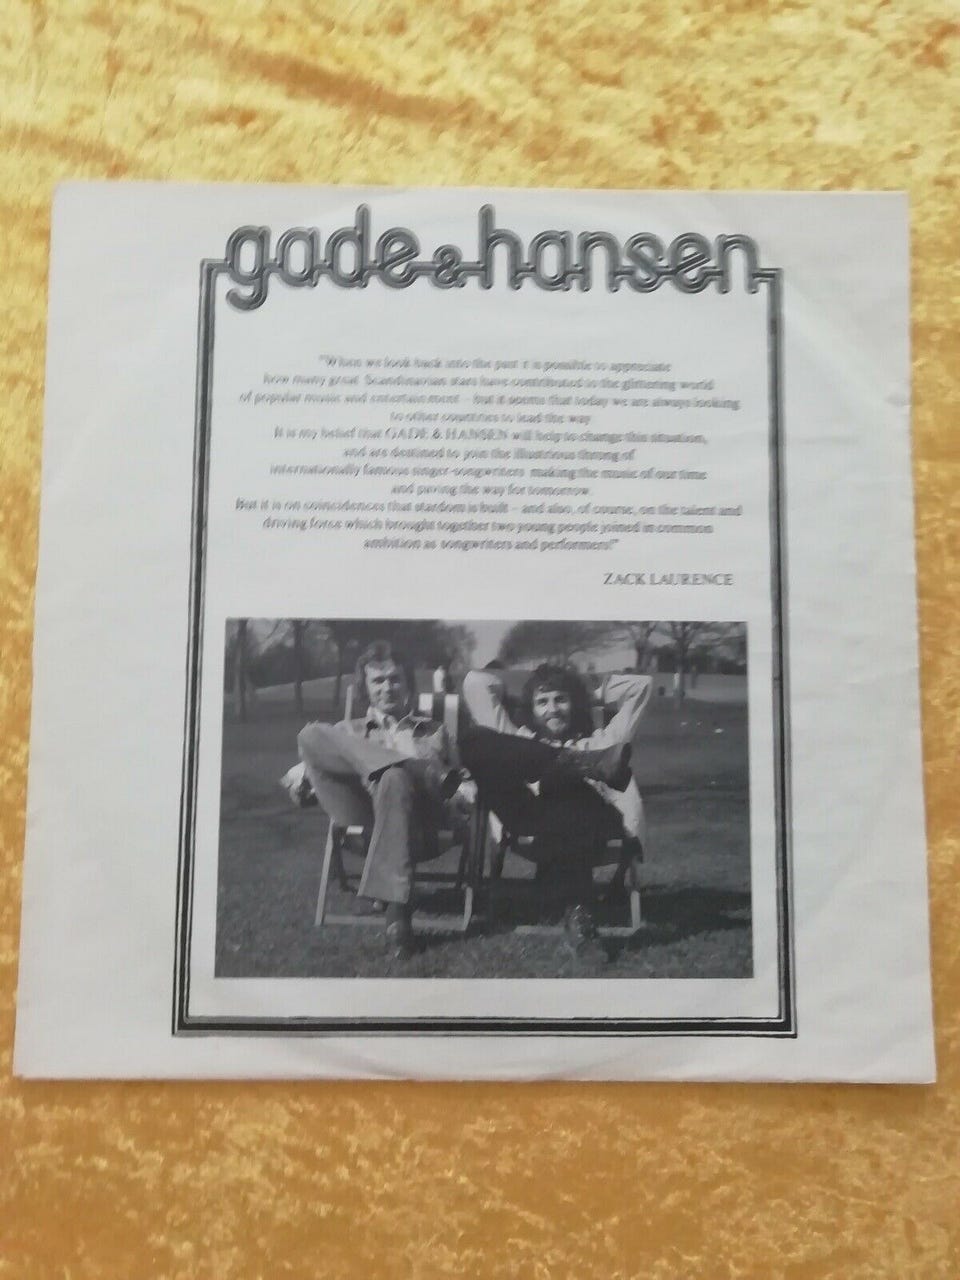 gade & hansen
"When we look back into the past it is possible to appreciate
how many great Scandinavian stars have contributed to the glittering world
of popular music and entertainment – but it seems that today we are always looking
to other countries to lead the way
It is my belief that GADE & HANSEN will help to change this situation,
and are destined to join the illustrious throng of
internationally famous singer-songwriters making the music of our time
and paving the way for tomorrow.
But it is on coincidences that stardom is built – and also, of course, on the talent and
driving force which brought together two young people joined in common
ambition as songwriters and performers!"
ZACK LAURENCE